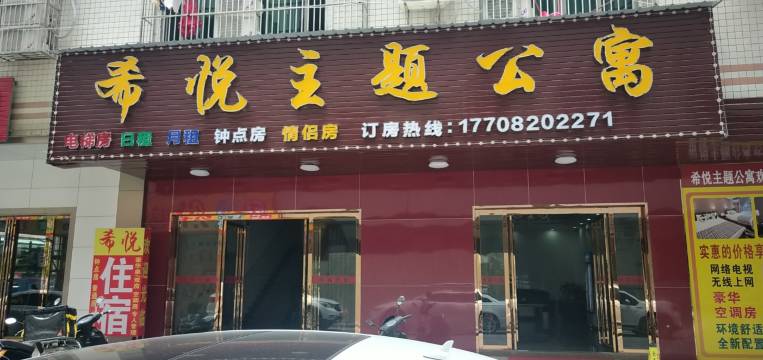 希悦主题公寓
电梯房 日租 月租 钟点房 情侣房 订房热线:17708202271
希悦
住宿
希悦主题公寓欢
实惠的价格享
网络电视
无线上网
豪华
空调房
环境舒适
全新配置